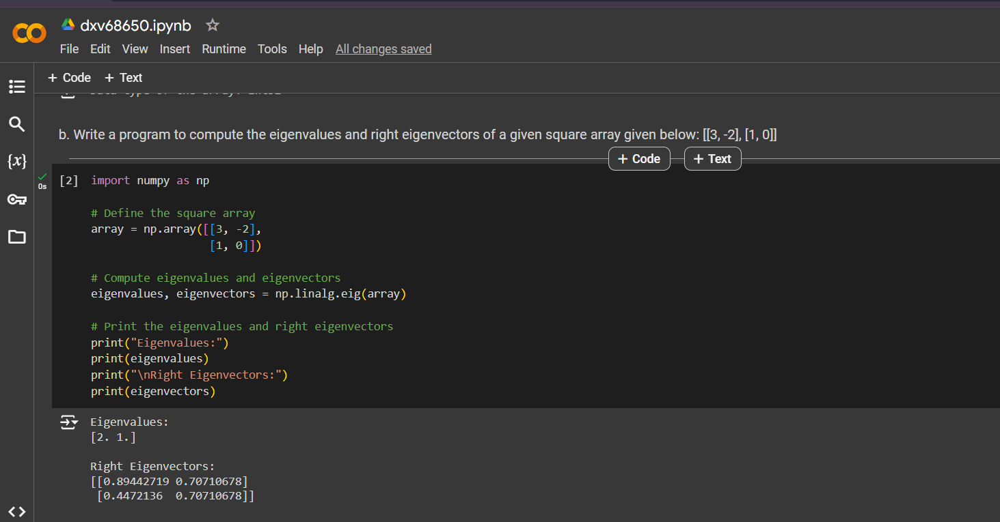 dxv68650.ipynb
File Edit View Insert Runtime Tools Help All changes saved
+ Code + Text
b. Write a program to compute the eigenvalues and right eigenvectors of a given square array given below: [[3, -2], [1, 0]]
+ Code + Text
[2] import numpy as np
0s
# Define the square array
array = np.array([[3, -2],
[1, 0]])
# Compute eigenvalues and eigenvectors
eigenvalues, eigenvectors = np.linalg.eig(array)
# Print the eigenvalues and right eigenvectors
print("Eigenvalues:")
print(eigenvalues)
print("\nRight Eigenvectors:")
print(eigenvectors)
Eigenvalues:
[2. 1.]
Right Eigenvectors:
[[0.89442719 0.70710678]
[0.4472136  0.70710678]]